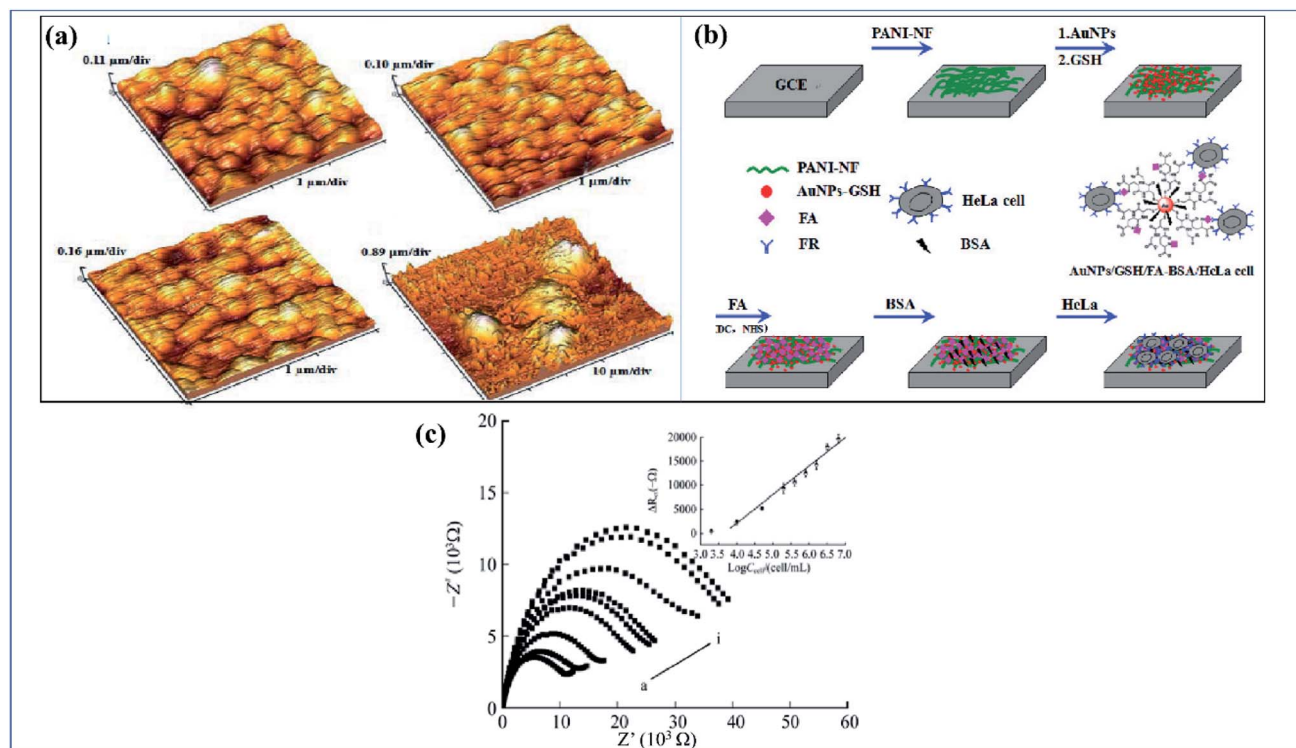 (a)
0.11 µm/div
1 µm/div
0.10 µm/div
1 µm/div
0.16 µm/div
1 µm/div
0.89 µm/div
10 µm/div
(b)
PANI-NF
1.AuNPs
2.GSH
GCE
PANI-NF
AuNPs-GSH
FA
FR
HeLa cell
BSA
AuNPs/GSH/FA-BSA/HeLa cell
FA
(DC, NHS)
BSA
HeLa
(c)
20
15
10
5
0
-Z' (10³Ω)
0
10
20
30
40
50
60
Z' (10³ Ω)
a
i
20000
15000
10000
5000
0
ΔRet(-Ω)
3.0
3.5
4.0
4.5
5.0
5.5
6.0
6.5
7.0
LogCcell/(cell/mL)